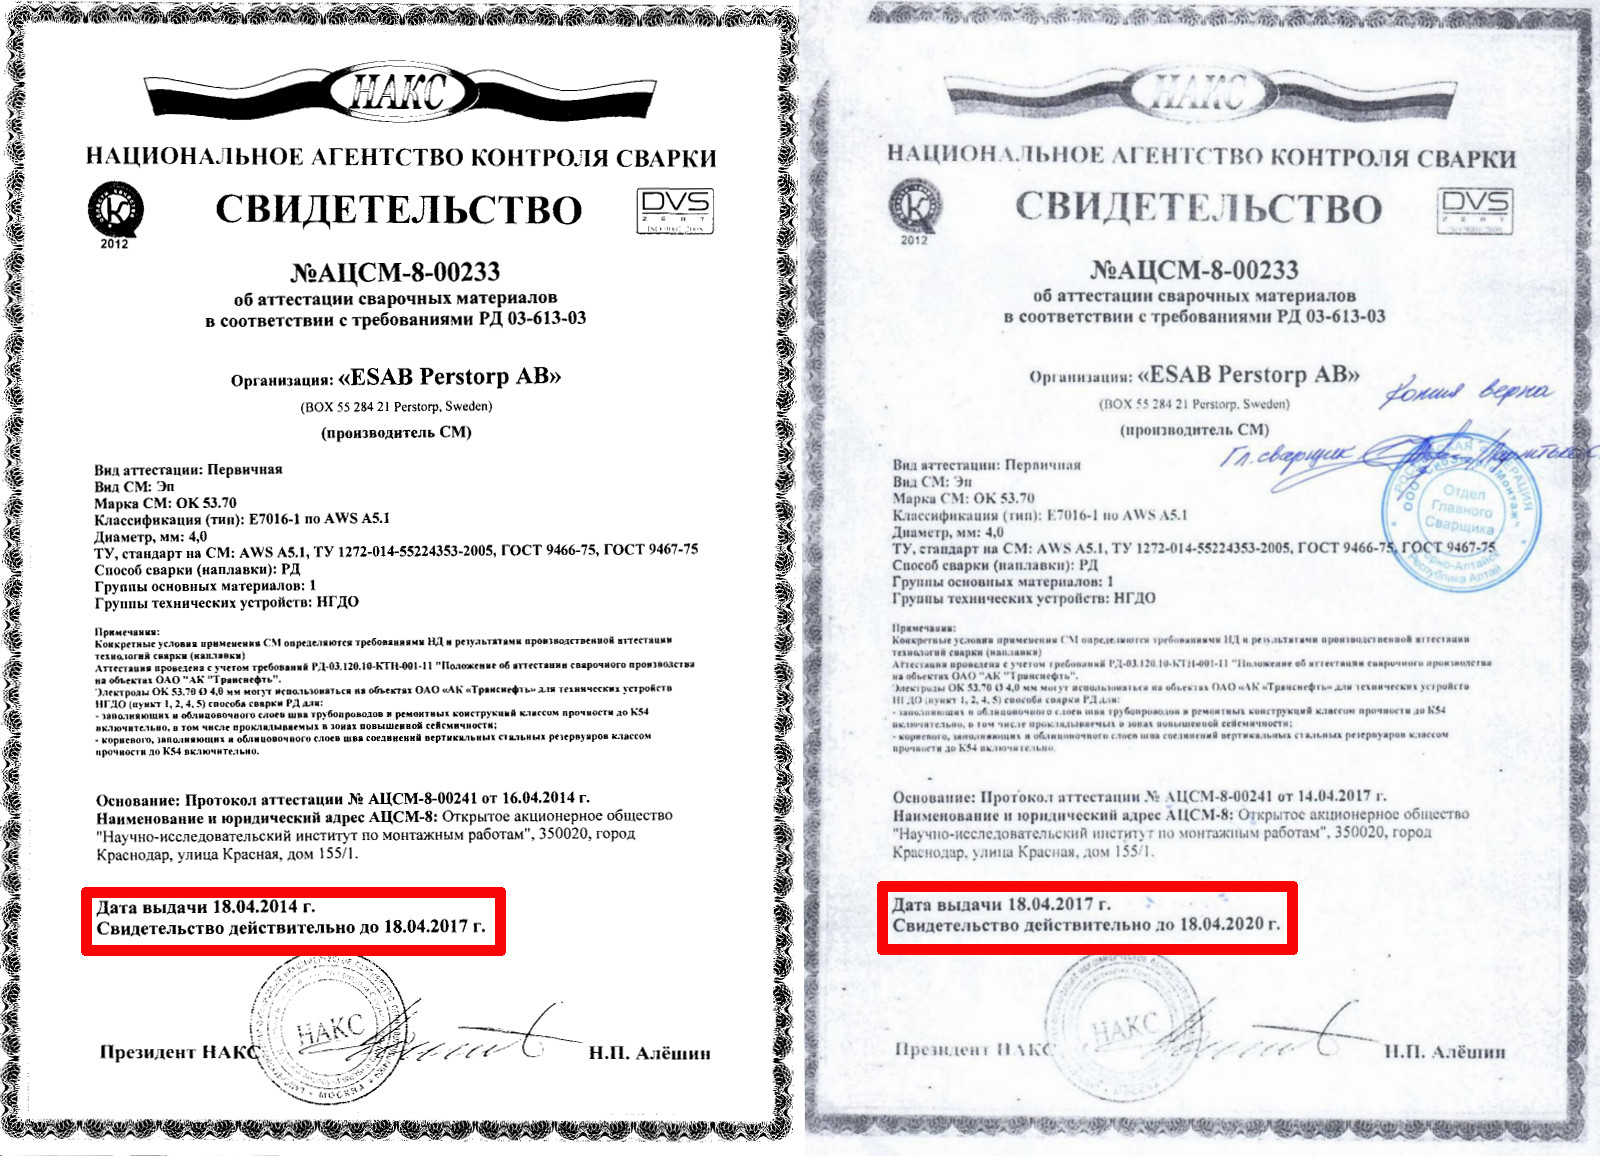 НАКС
НАЦИОНАЛЬНОЕ АГЕНТСТВО КОНТРОЛЯ СВАРКИ
2012
СВИДЕТЕЛЬСТВО
DVS
ZERT
№АЦСМ-8-00233
об аттестации сварочных материалов
в соответствии с требованиями РД 03-613-03
Организация: «ESAB Perstorp AB»
(BOX 55 284 21 Perstorp, Sweden)
(производитель СМ)
Вид аттестации: Первичная
Вид СМ: Эп
Марка СМ: OK 53.70
Классификация (тип): E7016-1 по AWS A5.1
Диаметр, мм: 4,0
ТУ, стандарт на СМ: AWS A5.1, ТУ 1272-014-55224353-2005, ГОСТ 9466-75, ГОСТ 9467-75
Способ сварки (наплавки): РД
Группы основных материалов: 1
Группы технических устройств: НГДО
Примечания:
Конкретные условия применения СМ определяются требованиями НД и результатами производственной аттестации
технологий сварки (наплавки)
Аттестация проведена с учетом требований РД-03.120.10-КТН-001-11 "Положение об аттестации сварочного производства
на объектах ОАО "АК "Транснефть".
Электроды OK 53.70 Ø 4,0 мм могут использоваться на объектах ОАО «АК «Транснефть» для технических устройств
НГДО (пункт 1, 2, 4, 5) способа сварки РД для:
- заполняющих и облицовочного слоев шва трубопроводов и ремонтных конструкций классом прочности до К54
включительно, в том числе прокладываемых в зонах повышенной сейсмичности;
- корневого, заполняющих и облицовочного слоев шва соединений вертикальных стальных резервуаров классом
прочности до К54 включительно.
Основание: Протокол аттестации № АЦСМ-8-00241 от 16.04.2014 г.
Наименование и юридический адрес АЦСМ-8: Открытое акционерное общество
"Научно-исследовательский институт по монтажным работам", 350020, город
Краснодар, улица Красная, дом 155/1.
Дата выдачи 18.04.2014 г.
Свидетельство действительно до 18.04.2017 г.
НАКС
МОСКВА
Президент НАКС
Н.П. Алёшин
НАКС
НАЦИОНАЛЬНОЕ АГЕНТСТВО КОНТРОЛЯ СВАРКИ
2012
СВИДЕТЕЛЬСТВО
DVS
ZERT
№АЦСМ-8-00233
об аттестации сварочных материалов
в соответствии с требованиями РД 03-613-03
Организация: «ESAB Perstorp AB»
(BOX 55 284 21 Perstorp, Sweden)
(производитель СМ)
Копия верна
Гл.сварщик
Отдел
Главного
Сварщика
Республика Алтай
Вид аттестации: Первичная
Вид СМ: Эп
Марка СМ: OK 53.70
Классификация (тип): E7016-1 по AWS A5.1
Диаметр, мм: 4,0
ТУ, стандарт на СМ: AWS A5.1, ТУ 1272-014-55224353-2005, ГОСТ 9466-75, ГОСТ 9467-75
Способ сварки (наплавки): РД
Группы основных материалов: 1
Группы технических устройств: НГДО
Примечания:
Конкретные условия применения СМ определяются требованиями НД и результатами производственной аттестации
технологий сварки (наплавки)
Аттестация проведена с учетом требований РД-03.120.10-КТН-001-11 "Положение об аттестации сварочного производства
на объектах ОАО "АК "Транснефть".
Электроды OK 53.70 Ø 4,0 мм могут использоваться на объектах ОАО «АК «Транснефть» для технических устройств
НГДО (пункт 1, 2, 4, 5) способа сварки РД для:
- заполняющих и облицовочного слоев шва трубопроводов и ремонтных конструкций классом прочности до К54
включительно, в том числе прокладываемых в зонах повышенной сейсмичности;
- корневого, заполняющих и облицовочного слоев шва соединений вертикальных стальных резервуаров классом
прочности до К54 включительно.
Основание: Протокол аттестации № АЦСМ-8-00241 от 14.04.2017 г.
Наименование и юридический адрес АЦСМ-8: Открытое акционерное общество
"Научно-исследовательский институт по монтажным работам", 350020, город
Краснодар, улица Красная, дом 155/1.
Дата выдачи 18.04.2017 г.
Свидетельство действительно до 18.04.2020 г.
НАКС
Президент НАКС
Н.П. Алёшин